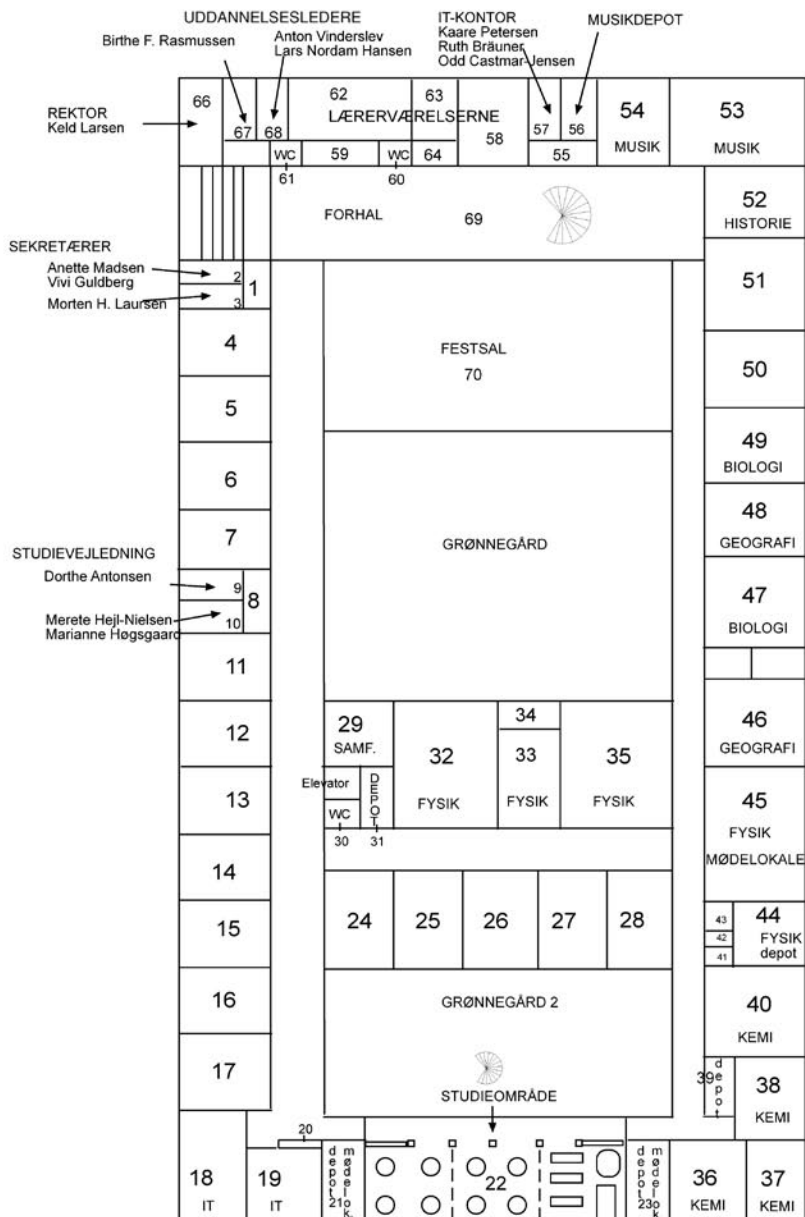 UDDANNELSESLEDERE
Birthe F. Rasmussen
Anton Vinderslev
Lars Nordam Hansen
IT-KONTOR
Kaare Petersen
Ruth Bräuner
Odd Castmar-Jensen
MUSIKDEPOT
REKTOR
Keld Larsen
66
67
68
62
63
LÆRERVÆRELSERNE
58
57
56
54
MUSIK
53
MUSIK
WC
59
WC
64
55
61
60
FORHAL
69
52
HISTORIE
SEKRETÆRER
Anette Madsen
Vivi Guldberg
Morten H. Laursen
2
3
1
51
4
FESTSAL
70
50
5
49
BIOLOGI
6
48
GEOGRAFI
7
GRØNNEGÅRD
47
BIOLOGI
STUDIEVEJLEDNING
Dorthe Antonsen
Merete Hejl-Nielsen
Marianne Høgsgaard
9
10
8
11
46
GEOGRAFI
12
29
SAMF.
32
FYSIK
34
33
FYSIK
35
FYSIK
Elevator
WC
DEPOT
30
31
13
45
FYSIK
MØDELOKALE
14
24
25
26
27
28
15
43
42
41
44
FYSIK
depot
16
GRØNNEGÅRD 2
40
KEMI
17
39
depot
38
KEMI
STUDIEOMRÅDE
20
18
IT
19
IT
depot
21
mødelok.
22
depot
23
mødelok.
36
KEMI
37
KEMI